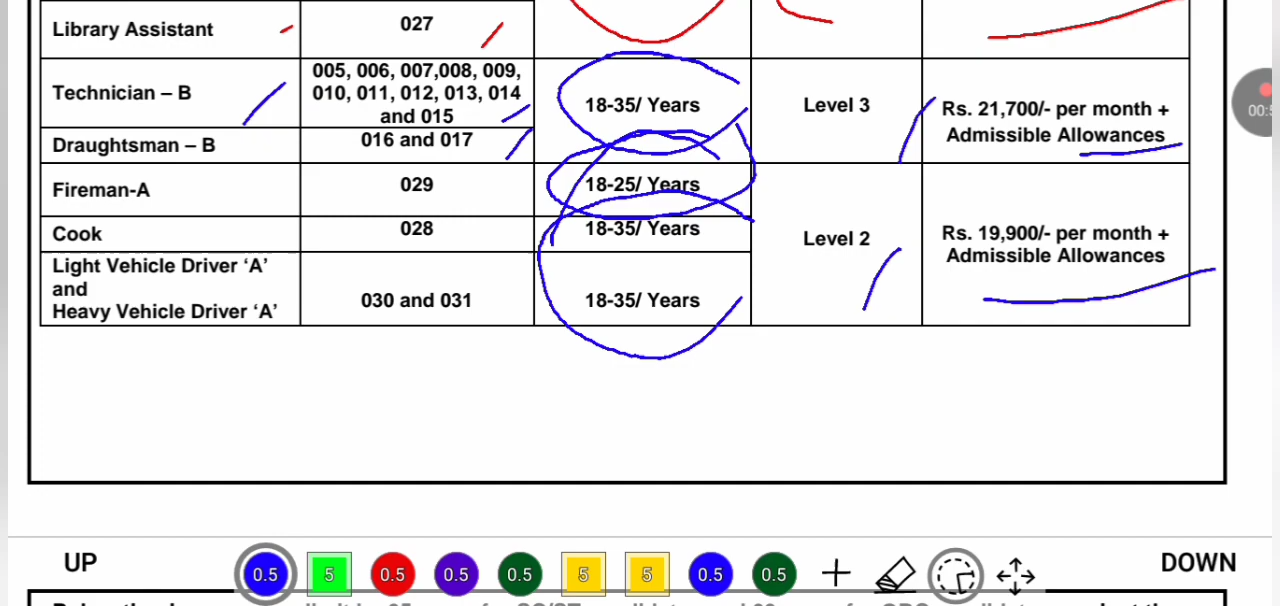 Library Assistant
027
Technician – B
005, 006, 007,008, 009,
010, 011, 012, 013, 014
and 015
18-35/ Years
Level 3
Rs. 21,700/- per month +
Admissible Allowances
Draughtsman – B
016 and 017
Fireman-A
029
18-25/ Years
Level 2
Rs. 19,900/- per month +
Admissible Allowances
Cook
028
18-35/ Years
Light Vehicle Driver ‘A’
and
Heavy Vehicle Driver ‘A’
030 and 031
18-35/ Years
UP
0.5
5
0.5
0.5
0.5
5
5
0.5
0.5
DOWN